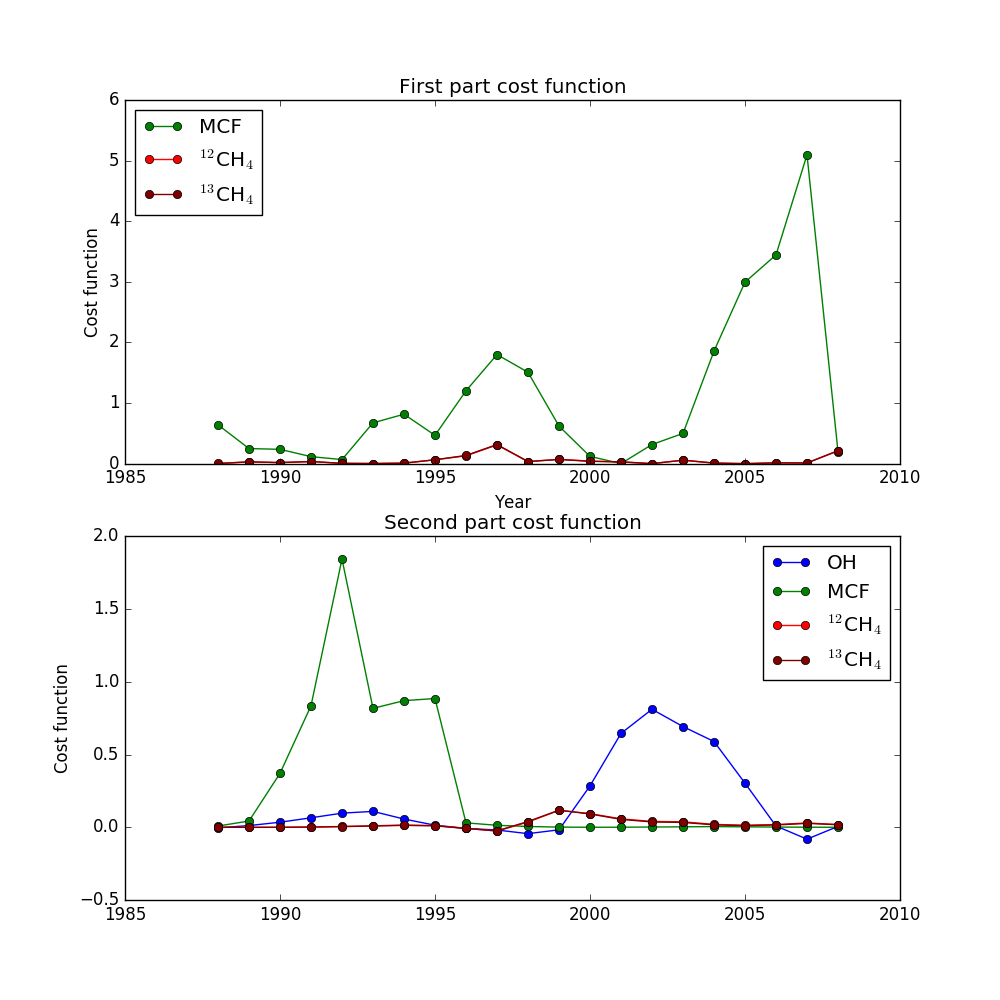 First part cost function
6
5
4
3
2
1
0
Cost function
MCF
¹²CH₄
¹³CH₄
1985 1990 1995 2000 2005 2010
Year
Second part cost function
2.0
1.5
1.0
0.5
0.0
−0.5
Cost function
OH
MCF
¹²CH₄
¹³CH₄
1985 1990 1995 2000 2005 2010